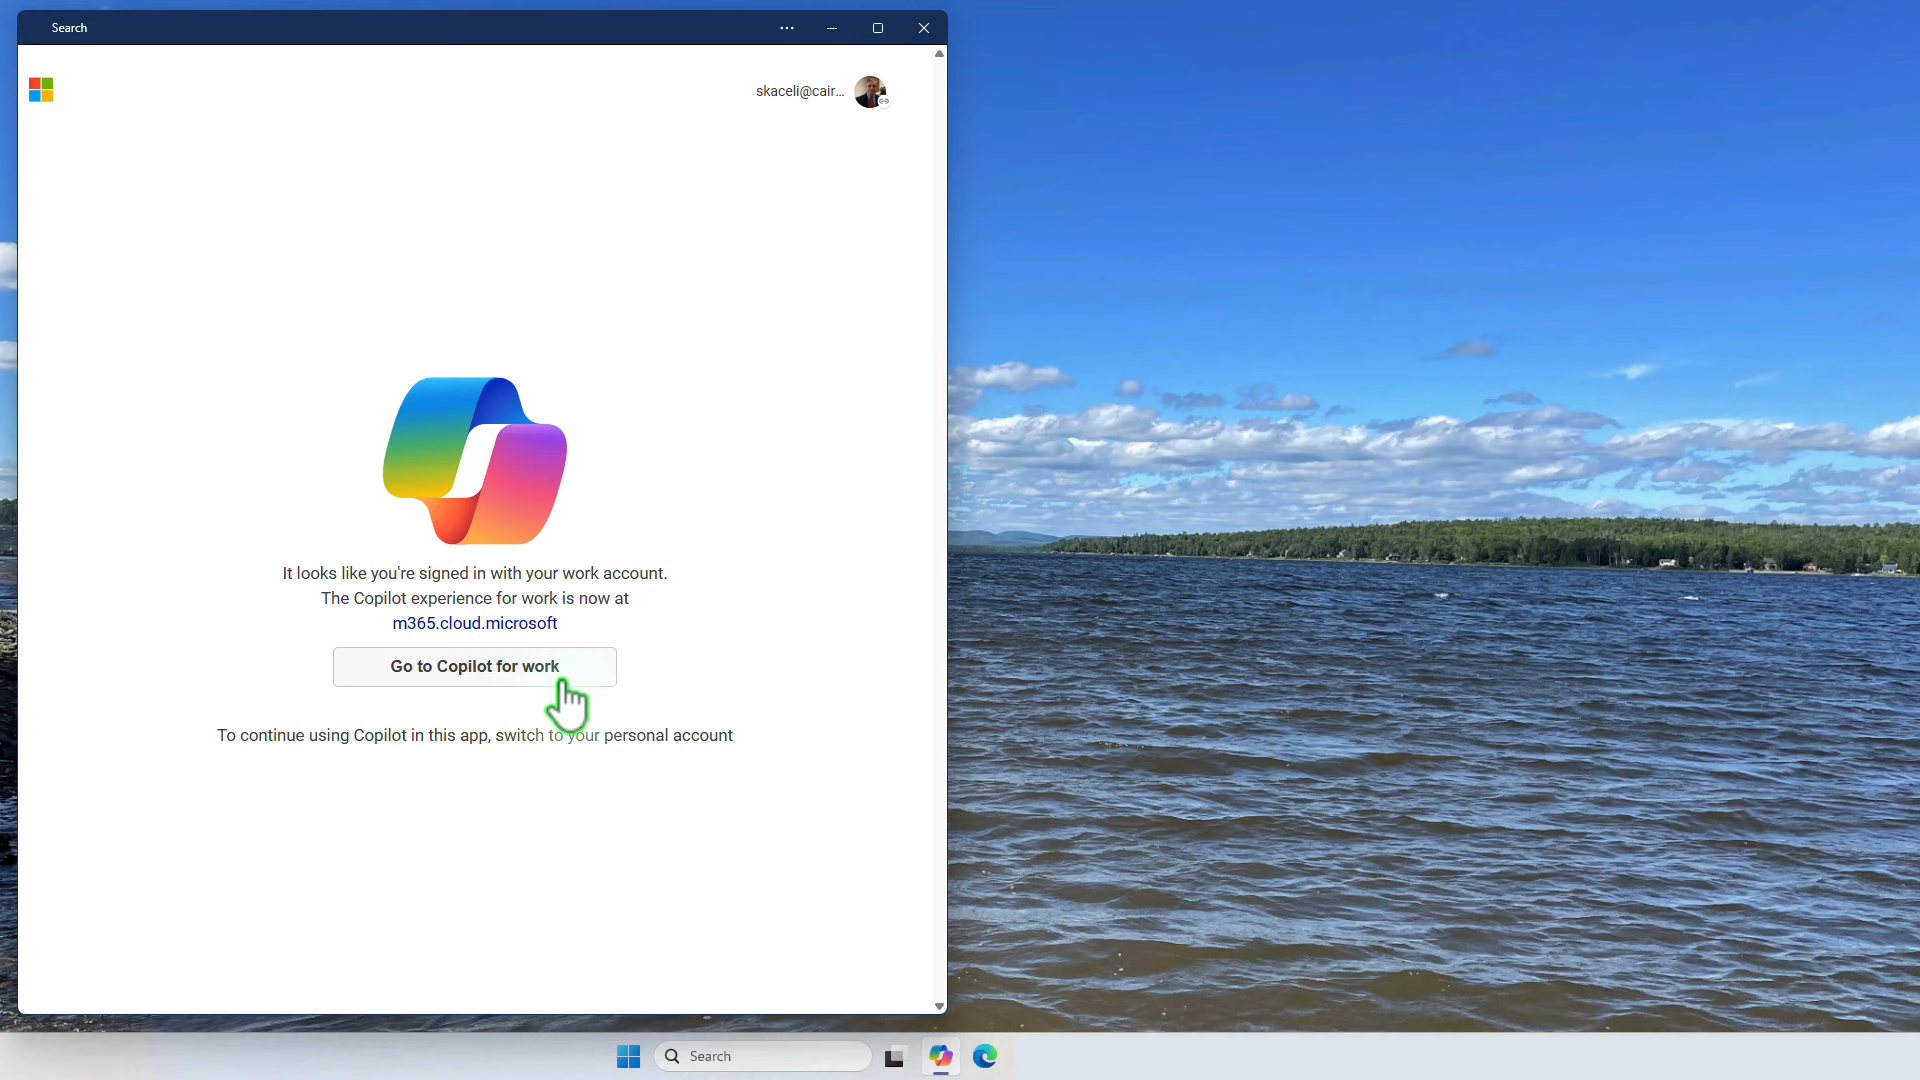 Search
skaceli@cair...
It looks like you're signed in with your work account.
The Copilot experience for work is now at
m365.cloud.microsoft
Go to Copilot for work
To continue using Copilot in this app, switch to your personal account
Search